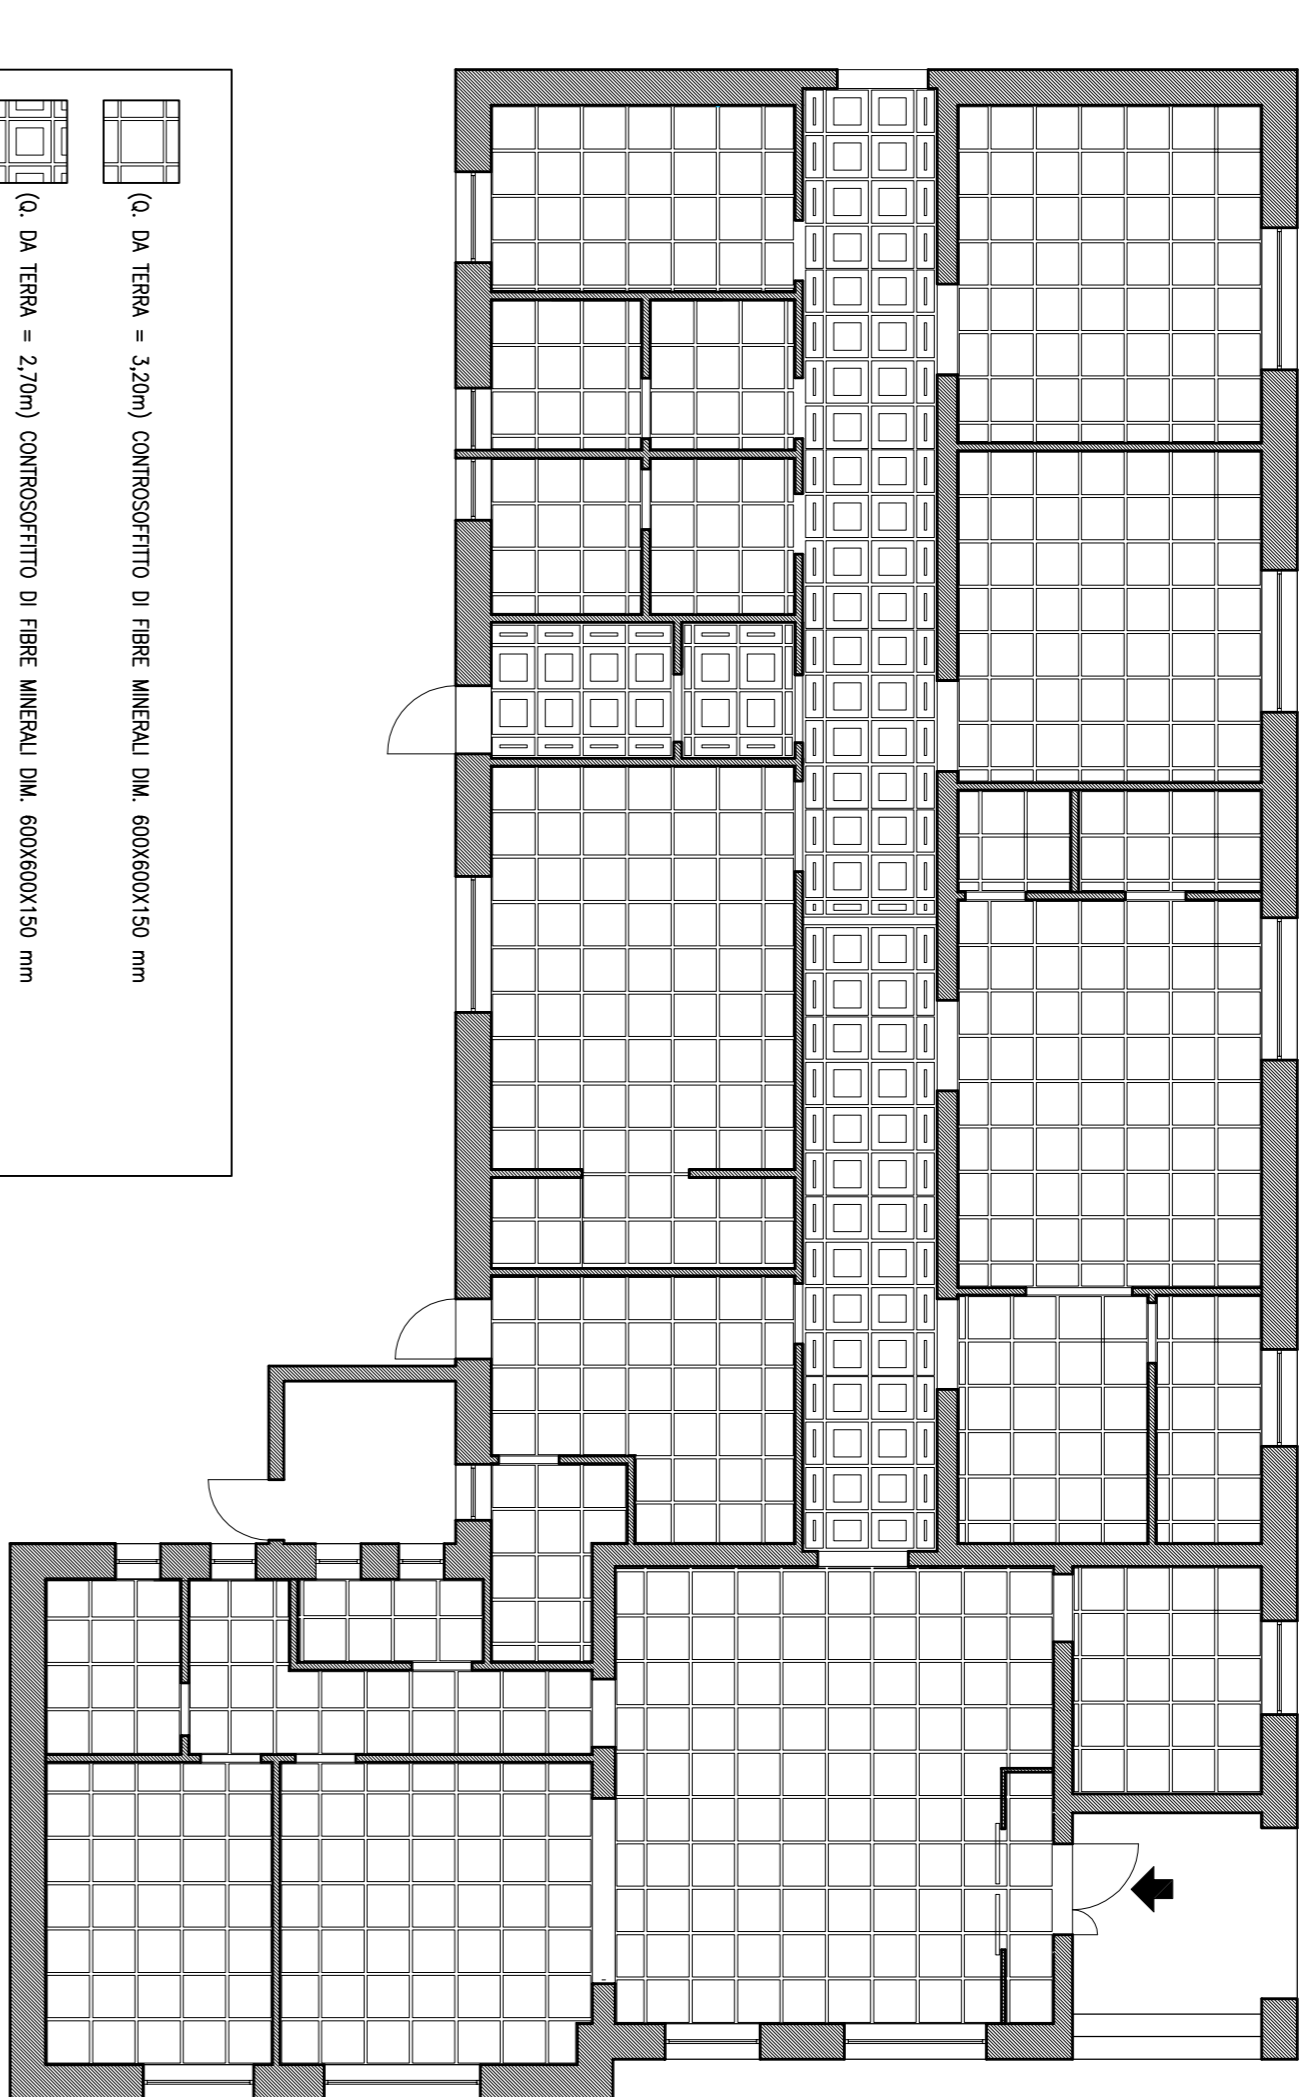 (Q. DA TERRA = 3,20m) CONTROSOFFITTO DI FIBRE MINERALI DIM. 600X600X150 mm
(Q. DA TERRA = 2,70m) CONTROSOFFITTO DI FIBRE MINERALI DIM. 600X600X150 mm